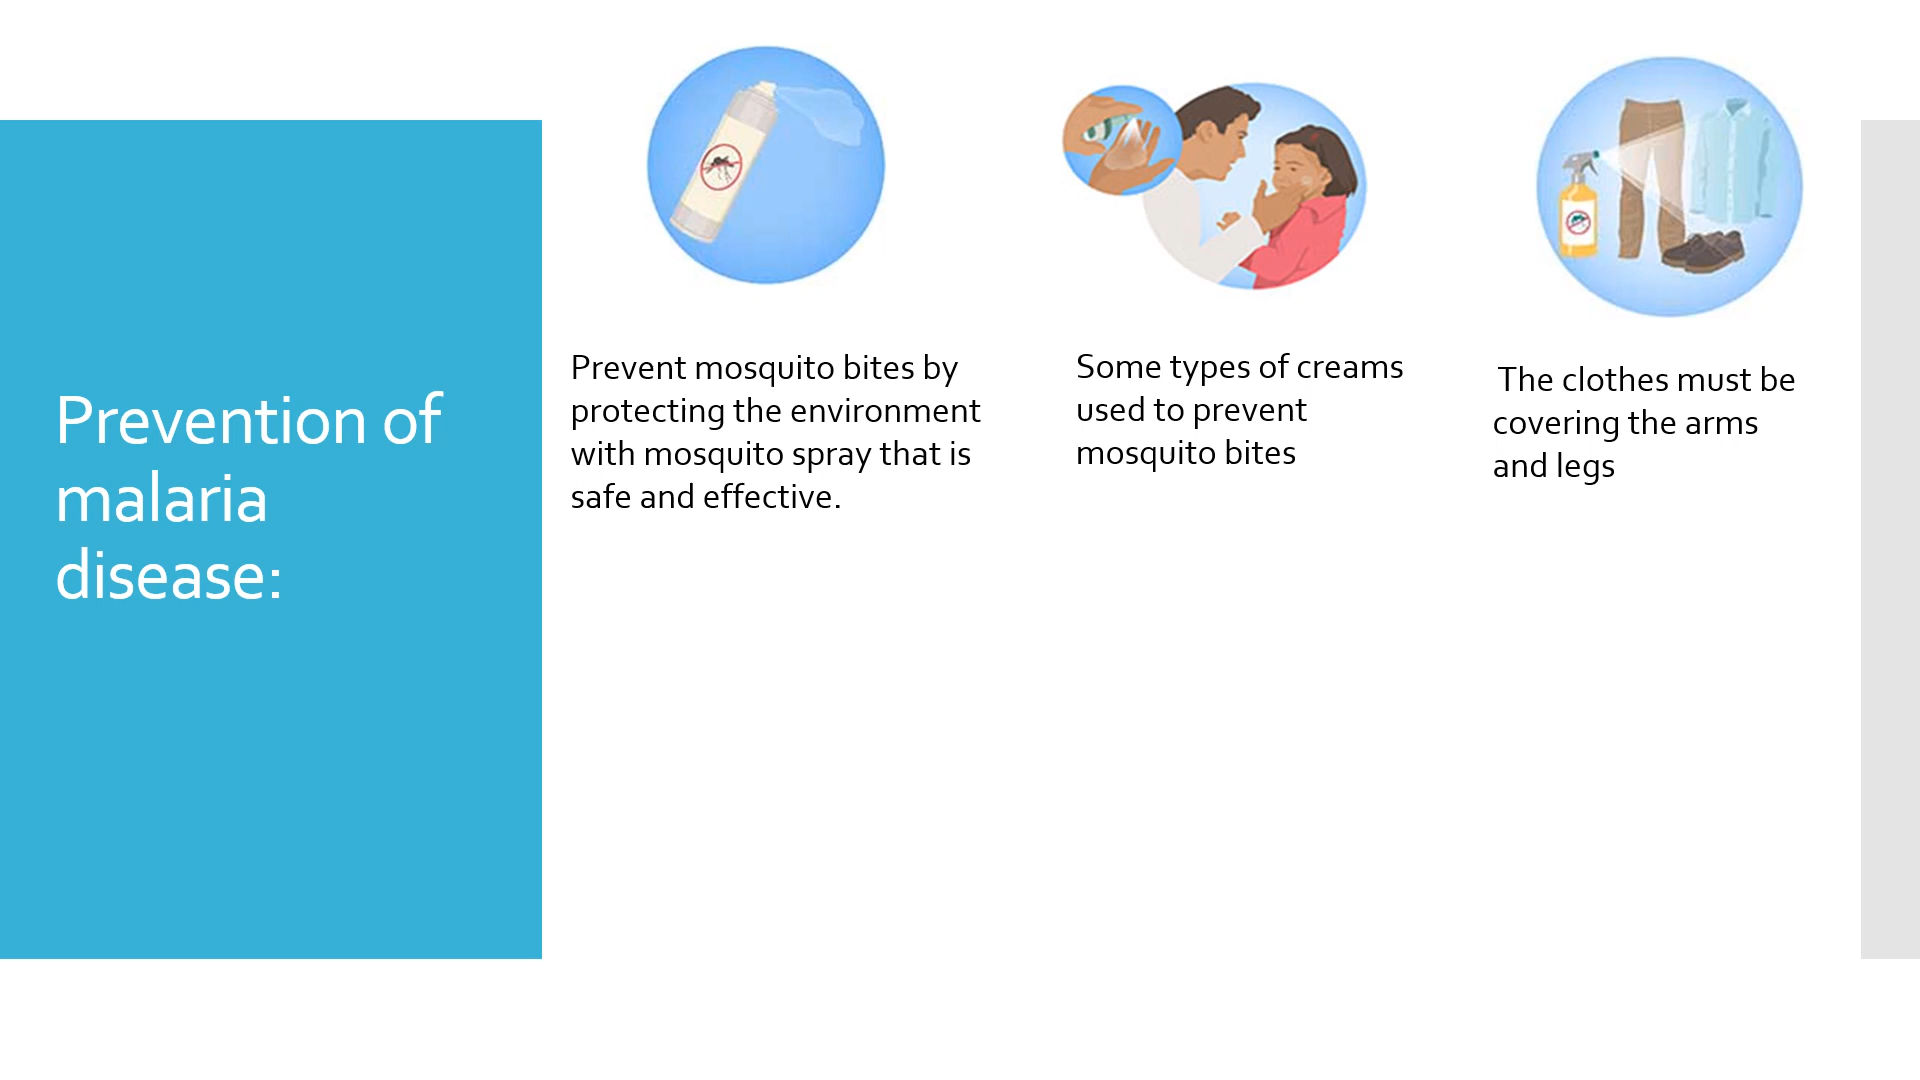 Prevention of
malaria
disease:
Prevent mosquito bites by
protecting the environment
with mosquito spray that is
safe and effective.
Some types of creams
used to prevent
mosquito bites
The clothes must be
covering the arms
and legs